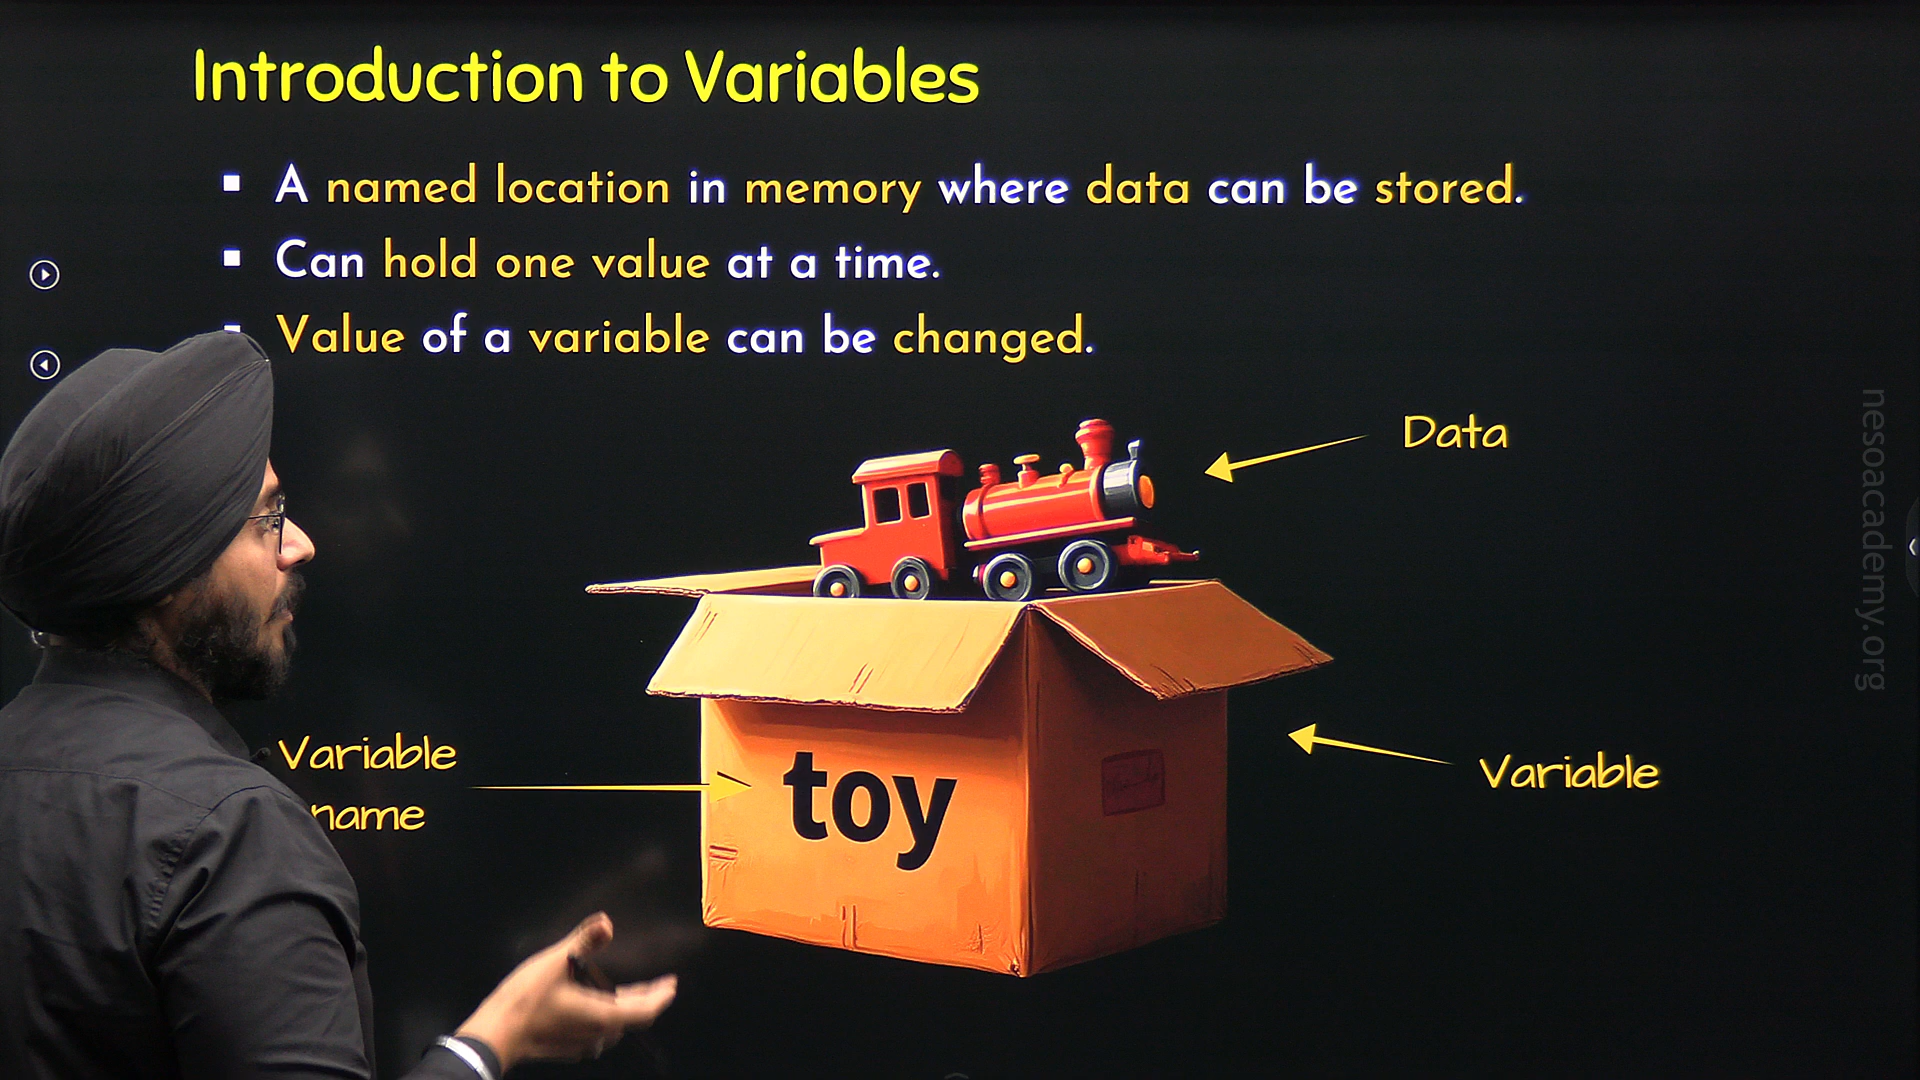 Introduction to Variables
A named location in memory where data can be stored.
Can hold one value at a time.
Value of a variable can be changed.
Data
Variable
name
toy
Variable
nesoacademy.org